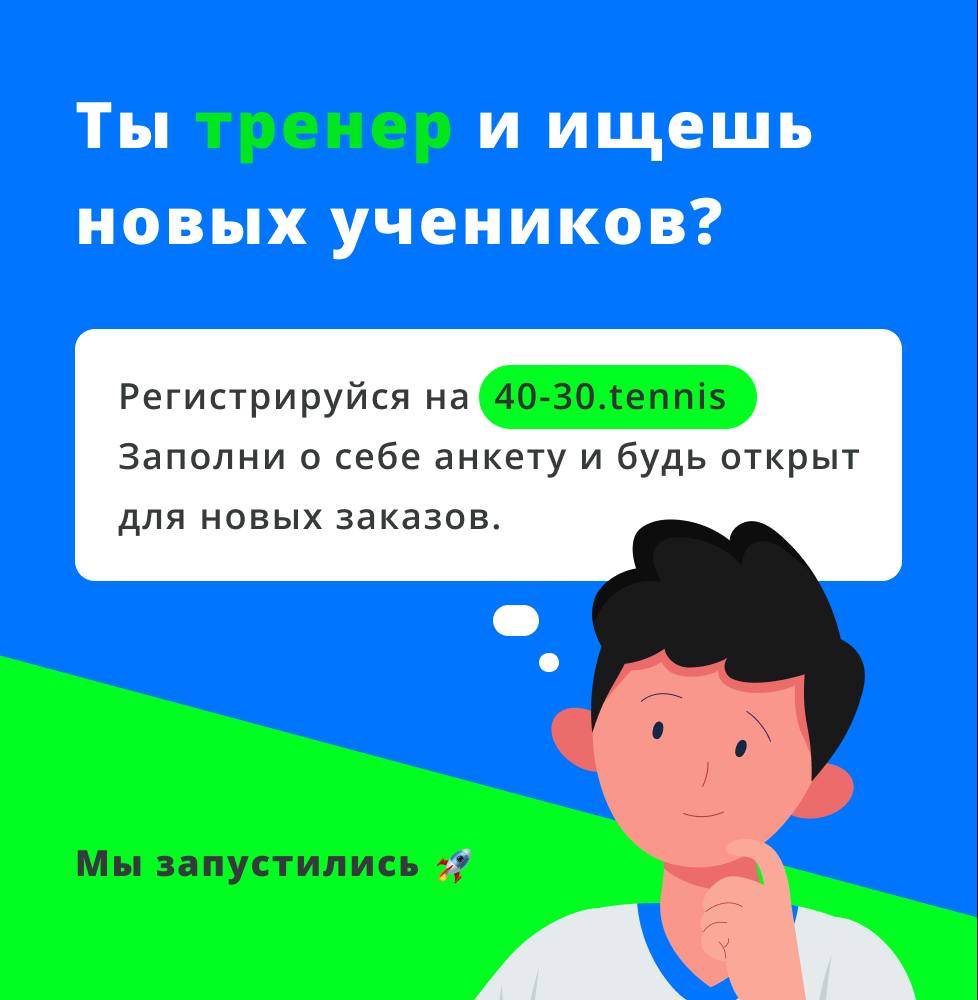 Ты тренер и ищешь
новых учеников?
Регистрируйся на 40-30.tennis
Заполни о себе анкету и будь открыт
для новых заказов.
Мы запустились 🚀